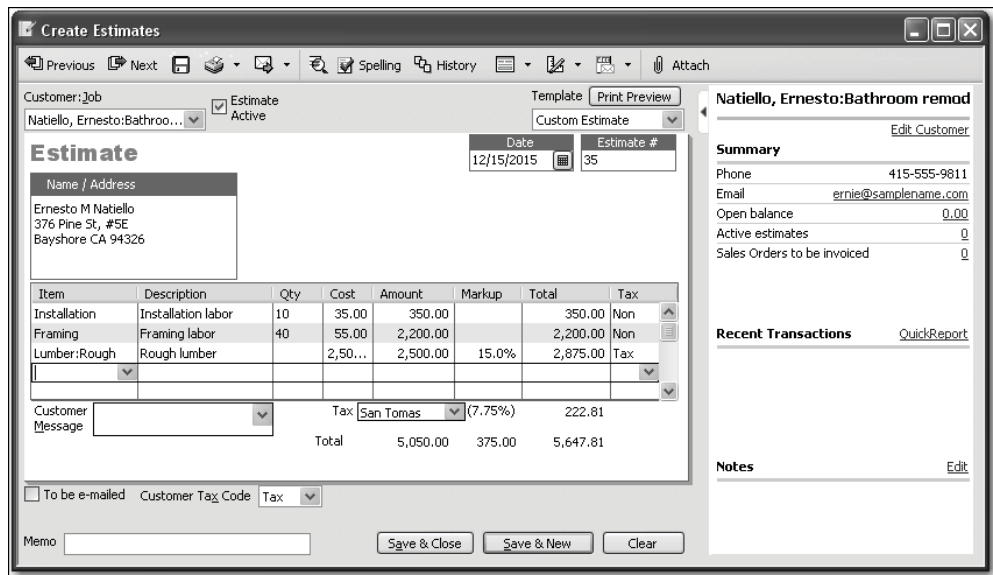 Create Estimates
Previous Next Spelling History Attach
Customer:Job
Natiello, Ernesto:Bathroo...
Estimate Active
Template Print Preview
Custom Estimate
Estimate
Date
12/15/2015
Estimate #
35
Name / Address
Ernesto M Natiello
376 Pine St, #5E
Bayshore CA 94326
Item Description Qty Cost Amount Markup Total Tax
Installation Installation labor 10 35.00 350.00 350.00 Non
Framing Framing labor 40 55.00 2,200.00 2,200.00 Non
Lumber:Rough Rough lumber 2,50... 2,500.00 15.0% 2,875.00 Tax
Customer Message
Tax San Tomas (7.75%) 222.81
Total 5,050.00 375.00 5,647.81
To be e-mailed Customer Tax Code Tax
Memo
Save & Close Save & New Clear
Natiello, Ernesto:Bathroom remod
Edit Customer
Summary
Phone 415-555-9811
Email ernie@samplename.com
Open balance 0.00
Active estimates 0
Sales Orders to be invoiced 0
Recent Transactions QuickReport
Notes Edit